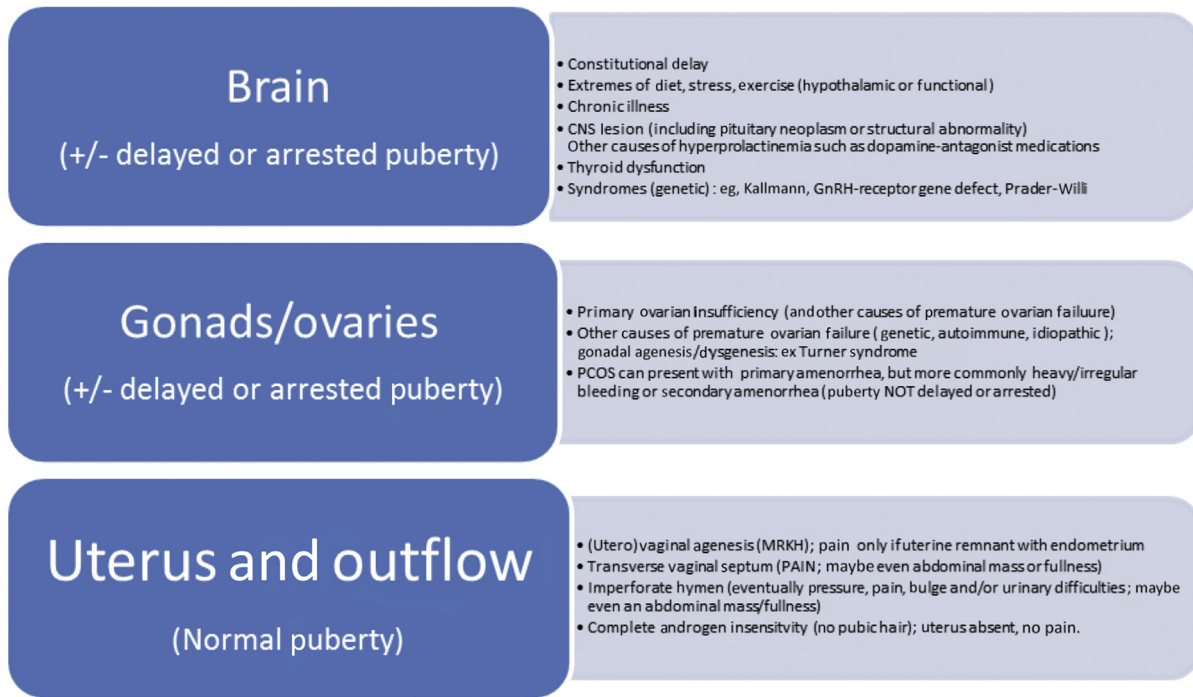 Brain
(+/- delayed or arrested puberty)
• Constitutional delay
• Extremes of diet, stress, exercise (hypothalamic or functional)
• Chronic illness
• CNS lesion (including pituitary neoplasm or structural abnormality)
Other causes of hyperprolactinemia such as dopamine-antagonist medications
• Thyroid dysfunction
• Syndromes (genetic) : eg, Kallmann, GnRH-receptor gene defect, Prader-Willi
Gonads/ovaries
(+/- delayed or arrested puberty)
• Primary ovarian insufficiency (and other causes of premature ovarian failuure)
• Other causes of premature ovarian failure ( genetic, autoimmune, idiopathic );
gonadal agenesis/dysgenesis: ex Turner syndrome
• PCOS can present with primary amenorrhea, but more commonly heavy/irregular
bleeding or secondary amenorrhea (puberty NOT delayed or arrested)
Uterus and outflow
(Normal puberty)
• (Utero) vaginal agenesis (MRKH); pain only if uterine remnant with endometrium
• Transverse vaginal septum (PAIN; maybe even abdominal mass or fullness)
• Imperforate hymen (eventually pressure, pain, bulge and/or urinary difficulties; maybe
even an abdominal mass/fullness)
• Complete androgen insensitvity (no pubic hair); uterus absent, no pain.